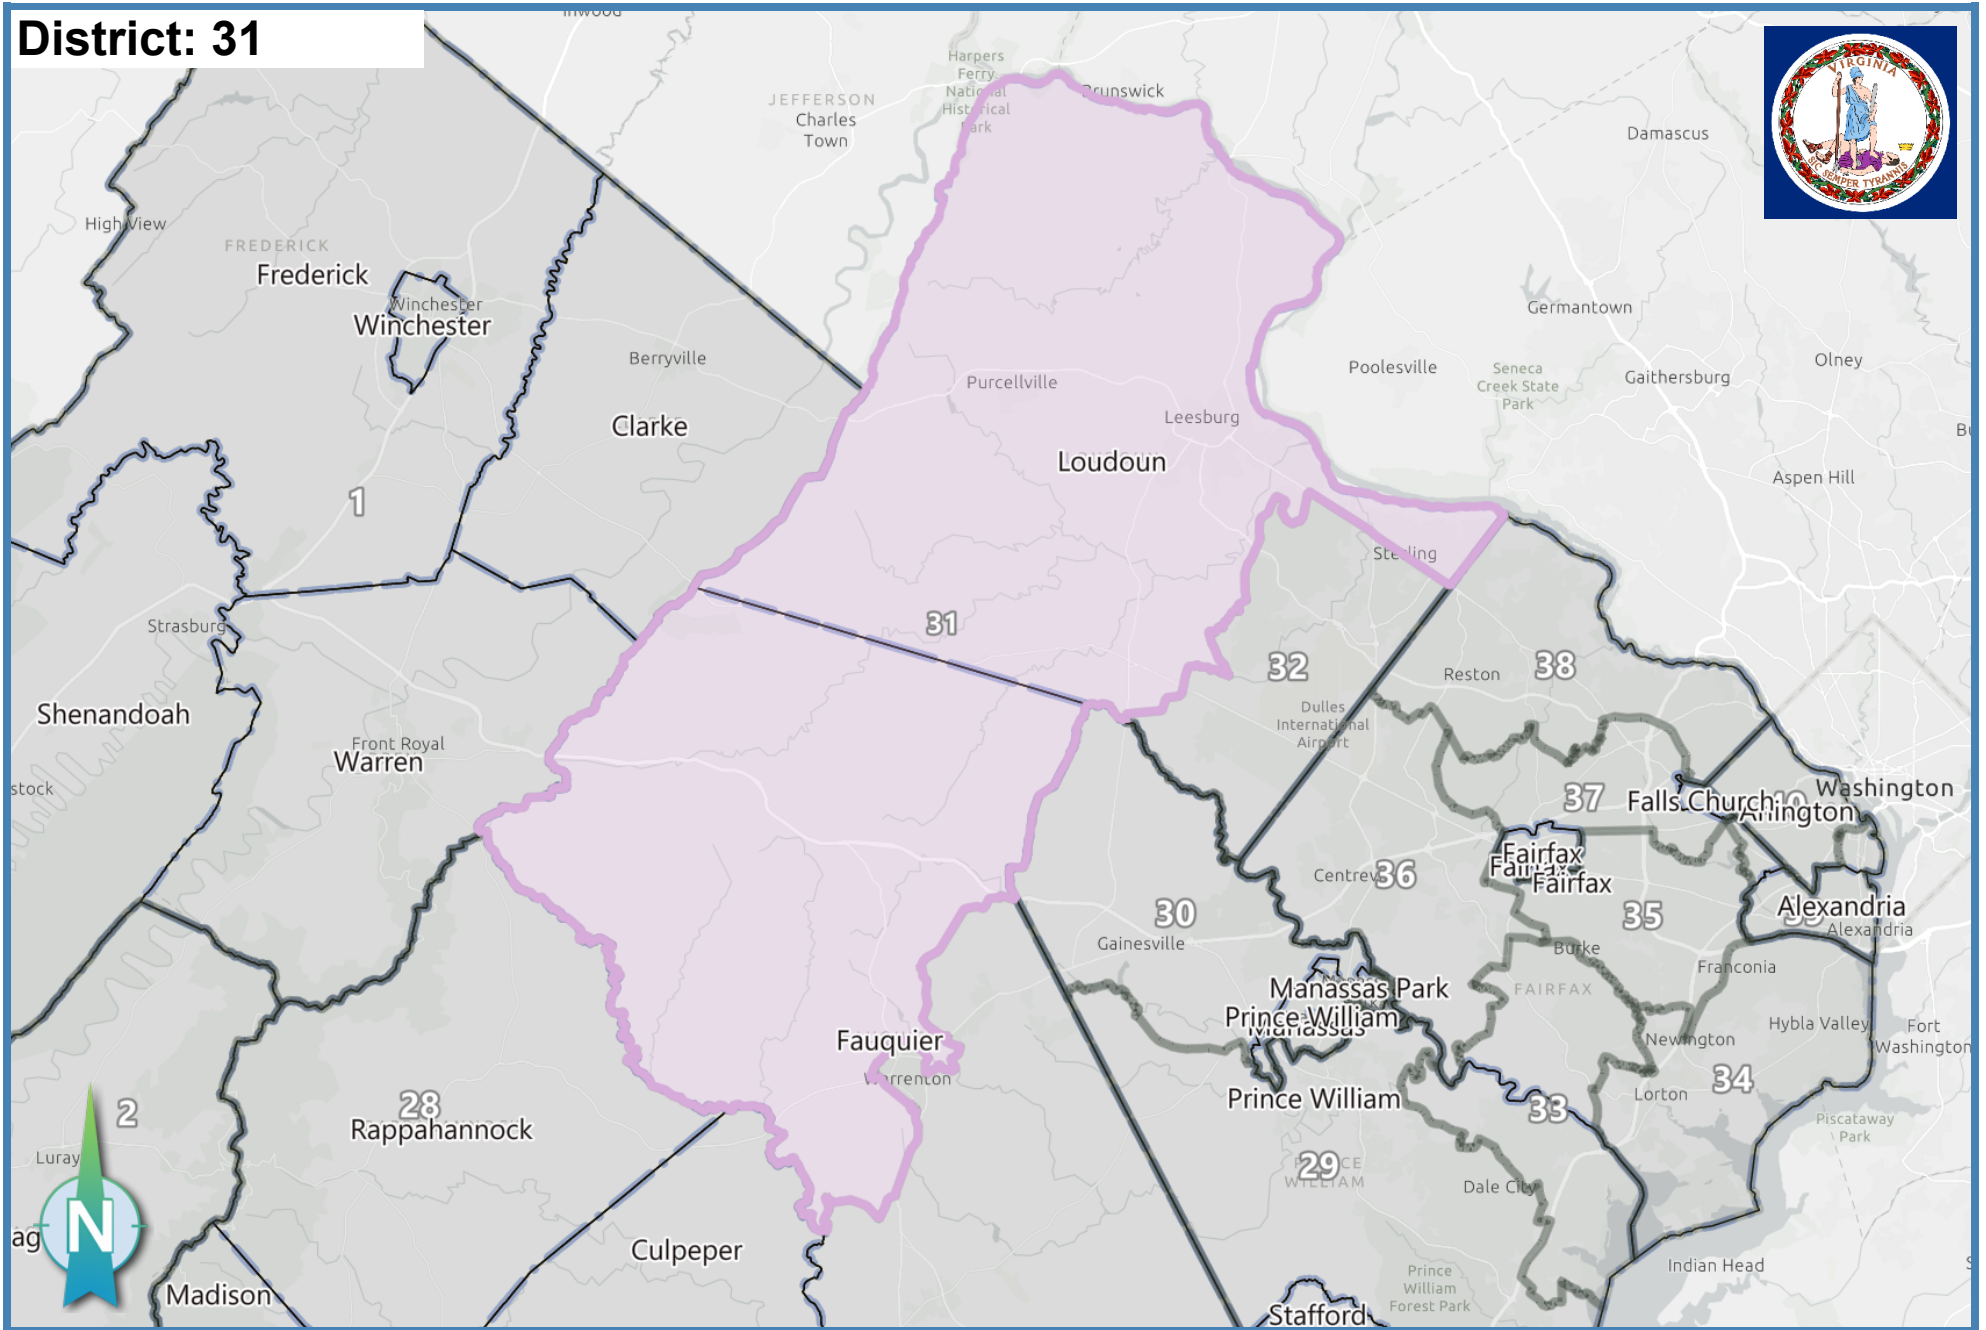 District: 31
Inwood
Harpers
Ferry
National
Historical
Park
Brunswick
JEFFERSON
Charles
Town
VIRGINIA
SIC SEMPER TYRANNIS
Damascus
High View
FREDERICK
Frederick
Winchester
Winchester
Germantown
Berryville
Purcellville
Poolesville
Seneca
Creek State
Park
Gaithersburg
Olney
Clarke
Leesburg
Loudoun
Aspen Hill
1
Sterling
31
Strasburg
32
Reston
38
Shenandoah
Front Royal
Warren
Dulles
International
Airport
stock
37
Falls Church
Arlington
Washington
Fairfax
Fairfax
Fairfax
Centrev
36
30
Gainesville
35
Alexandria
Alexandria
Burke
Franconia
FAIRFAX
Manassas Park
Prince William
Manassas
Fauquier
Warrenton
Newington
Hybla Valley
Fort
Washington
Prince William
33
Lorton
34
2
28
Rappahannock
Piscataway
Park
Luray
29
WILLIAM
Dale City
N
ag
Culpeper
Madison
Indian Head
Prince
William
Forest Park
Stafford